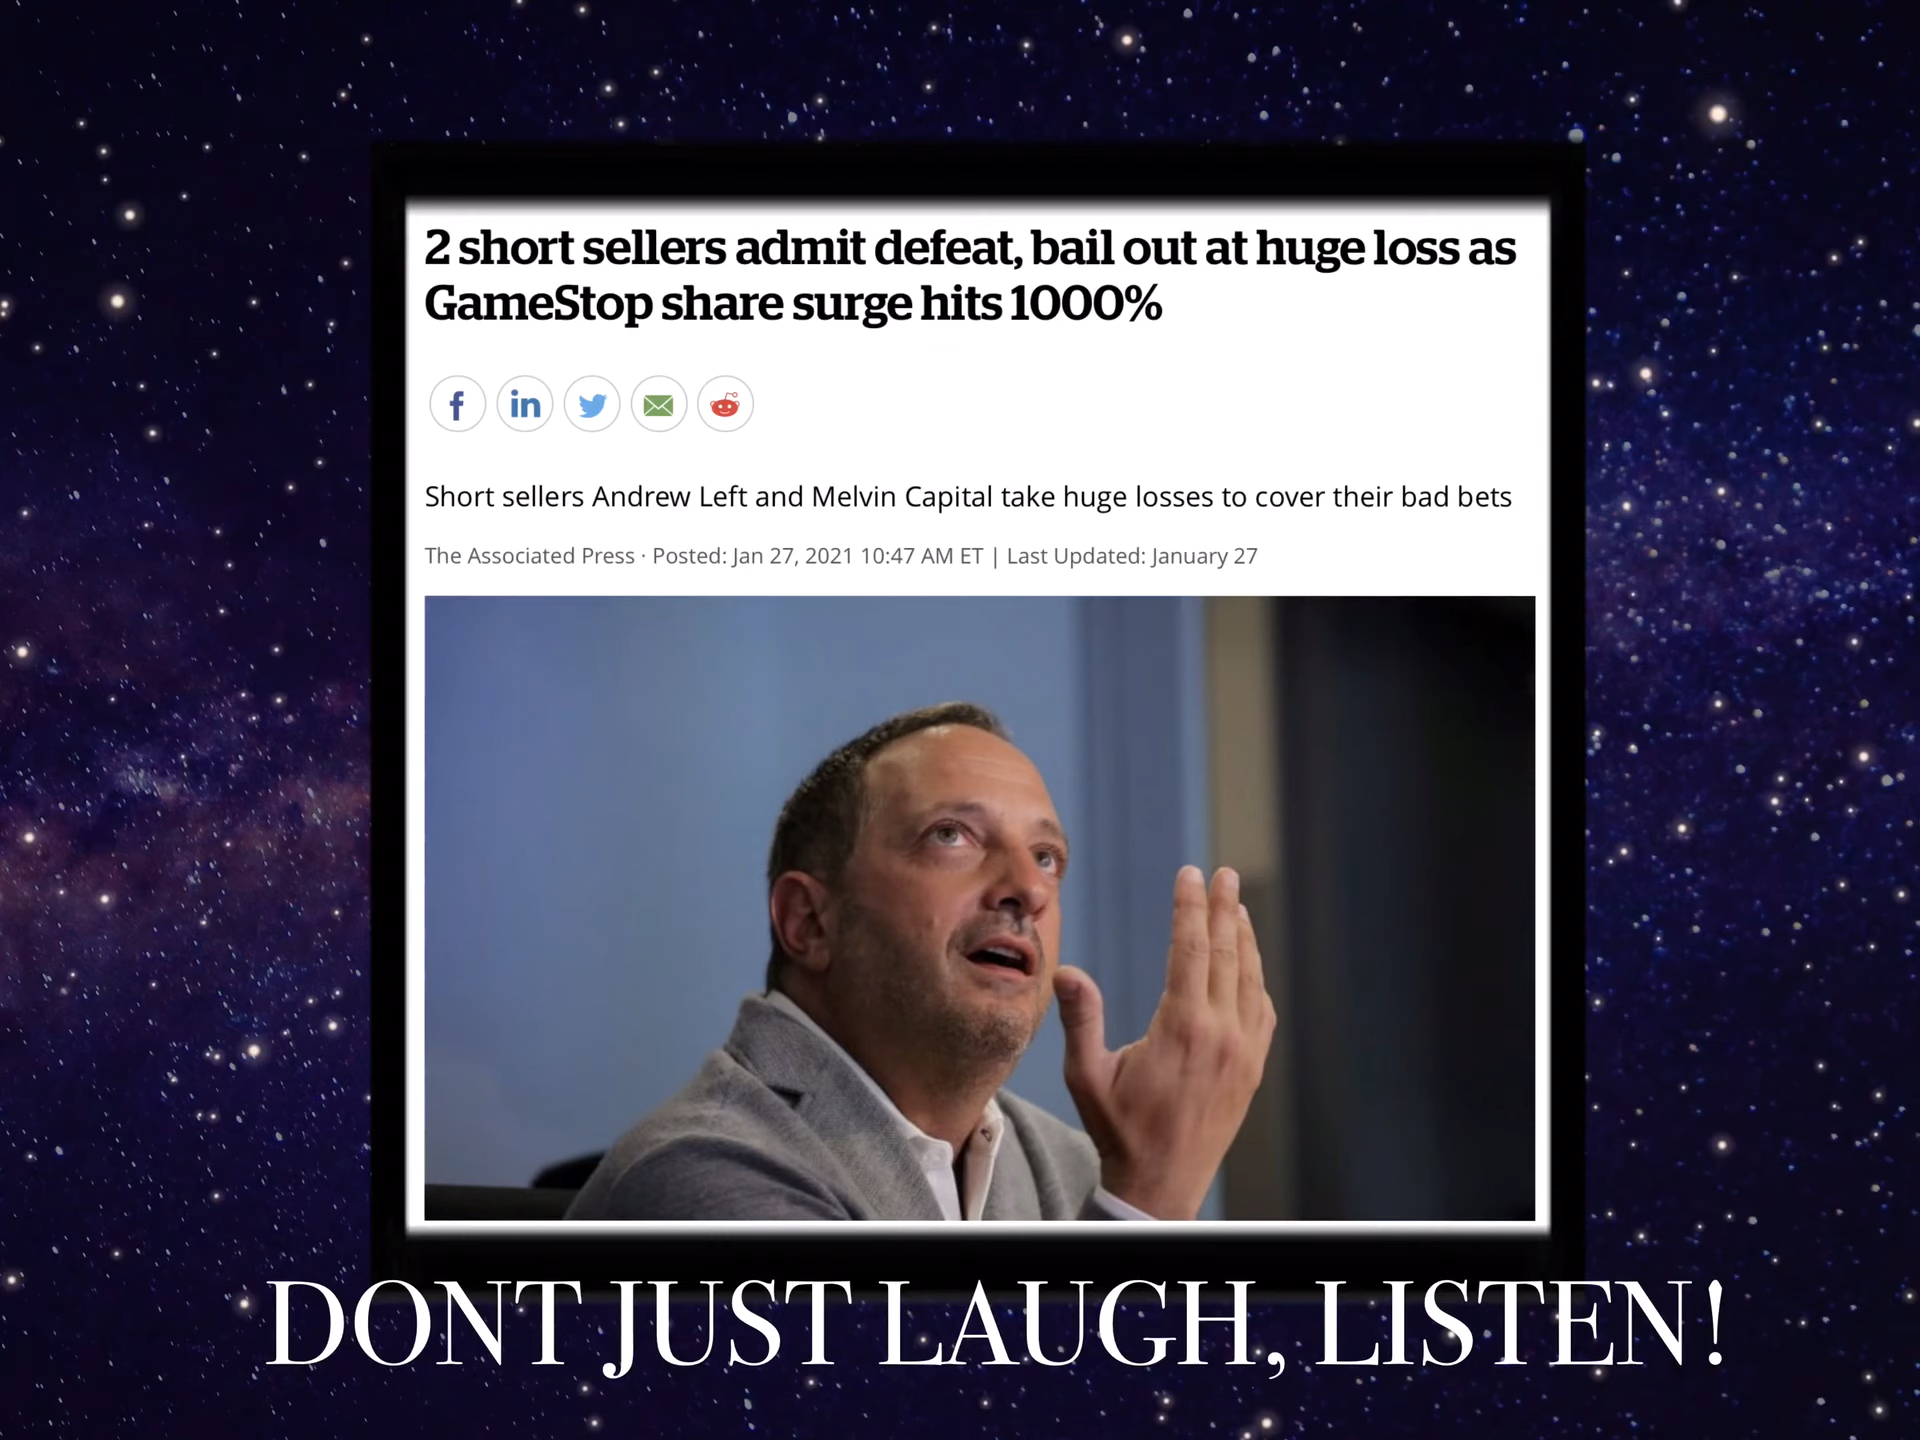 2 short sellers admit defeat, bail out at huge loss as
GameStop share surge hits 1000%
f
in
Short sellers Andrew Left and Melvin Capital take huge losses to cover their bad bets
The Associated Press · Posted: Jan 27, 2021 10:47 AM ET | Last Updated: January 27
DONT JUST LAUGH, LISTEN!